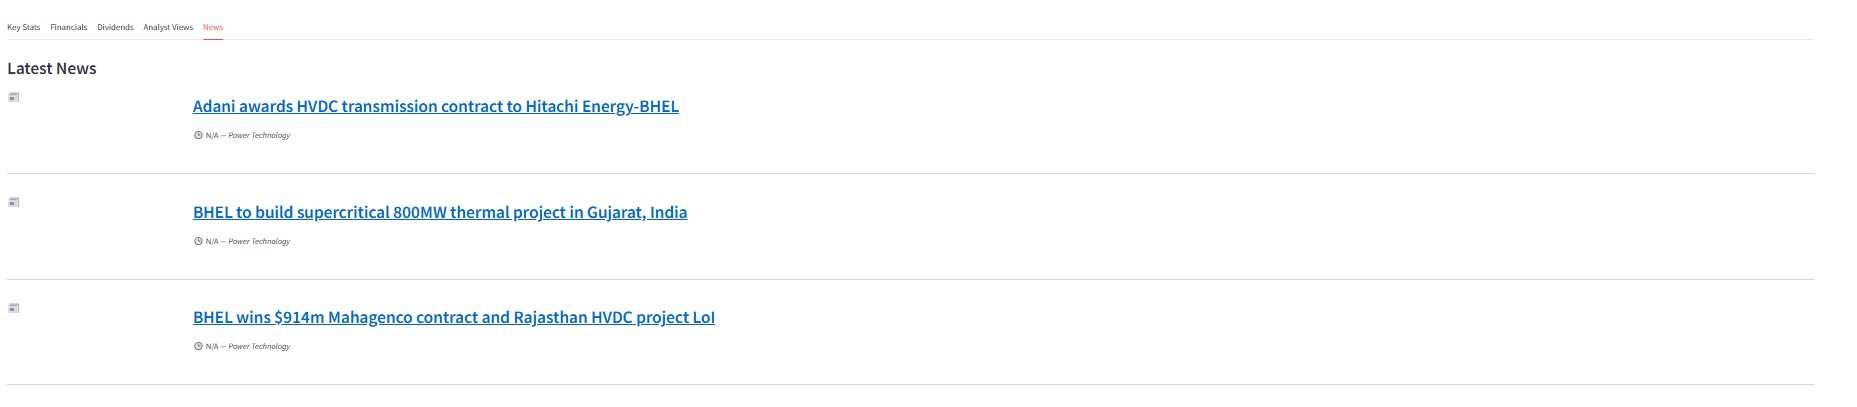 Key Stats Financials Dividends Analyst Views News
Latest News
Adani awards HVDC transmission contract to Hitachi Energy-BHEL
N/A — Power Technology
BHEL to build supercritical 800MW thermal project in Gujarat, India
N/A — Power Technology
BHEL wins $914m Mahagenco contract and Rajasthan HVDC project LoI
N/A — Power Technology